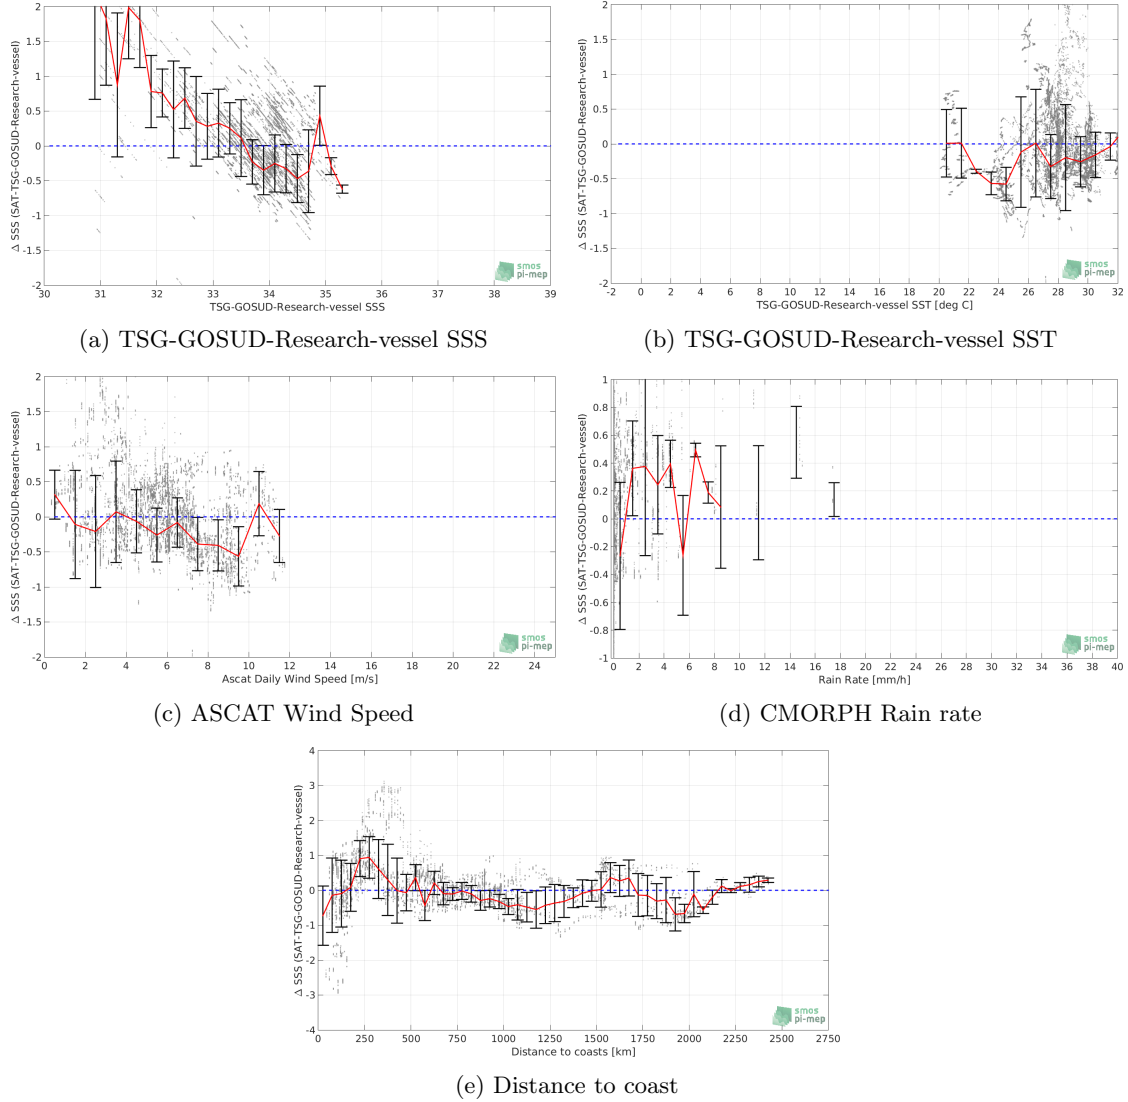 Δ SSS (SAT-TSG-GOSUD-Research-vessel)
2
1.5
1
0.5
0
-0.5
-1
-1.5
-2
30 31 32 33 34 35 36 37 38 39
TSG-GOSUD-Research-vessel SSS
smos
pi-mep
(a) TSG-GOSUD-Research-vessel SSS
Δ SSS (SAT-TSG-GOSUD-Research-vessel)
2
1.5
1
0.5
0
-0.5
-1
-1.5
-2
-2 0 2 4 6 8 10 12 14 16 18 20 22 24 26 28 30 32
TSG-GOSUD-Research-vessel SST [deg C]
smos
pi-mep
(b) TSG-GOSUD-Research-vessel SST
Δ SSS (SAT-TSG-GOSUD-Research-vessel)
2
1.5
1
0.5
0
-0.5
-1
-1.5
-2
0 2 4 6 8 10 12 14 16 18 20 22 24
Ascat Daily Wind Speed [m/s]
smos
pi-mep
(c) ASCAT Wind Speed
Δ SSS (SAT-TSG-GOSUD-Research-vessel)
1
0.8
0.6
0.4
0.2
0
-0.2
-0.4
-0.6
-0.8
-1
0 2 4 6 8 10 12 14 16 18 20 22 24 26 28 30 32 34 36 38 40
Rain Rate [mm/h]
smos
pi-mep
(d) CMORPH Rain rate
Δ SSS (SAT-TSG-GOSUD-Research-vessel)
4
3
2
1
0
-1
-2
-3
-4
0 250 500 750 1000 1250 1500 1750 2000 2250 2500 2750
Distance to coasts [km]
smos
pi-mep
(e) Distance to coast